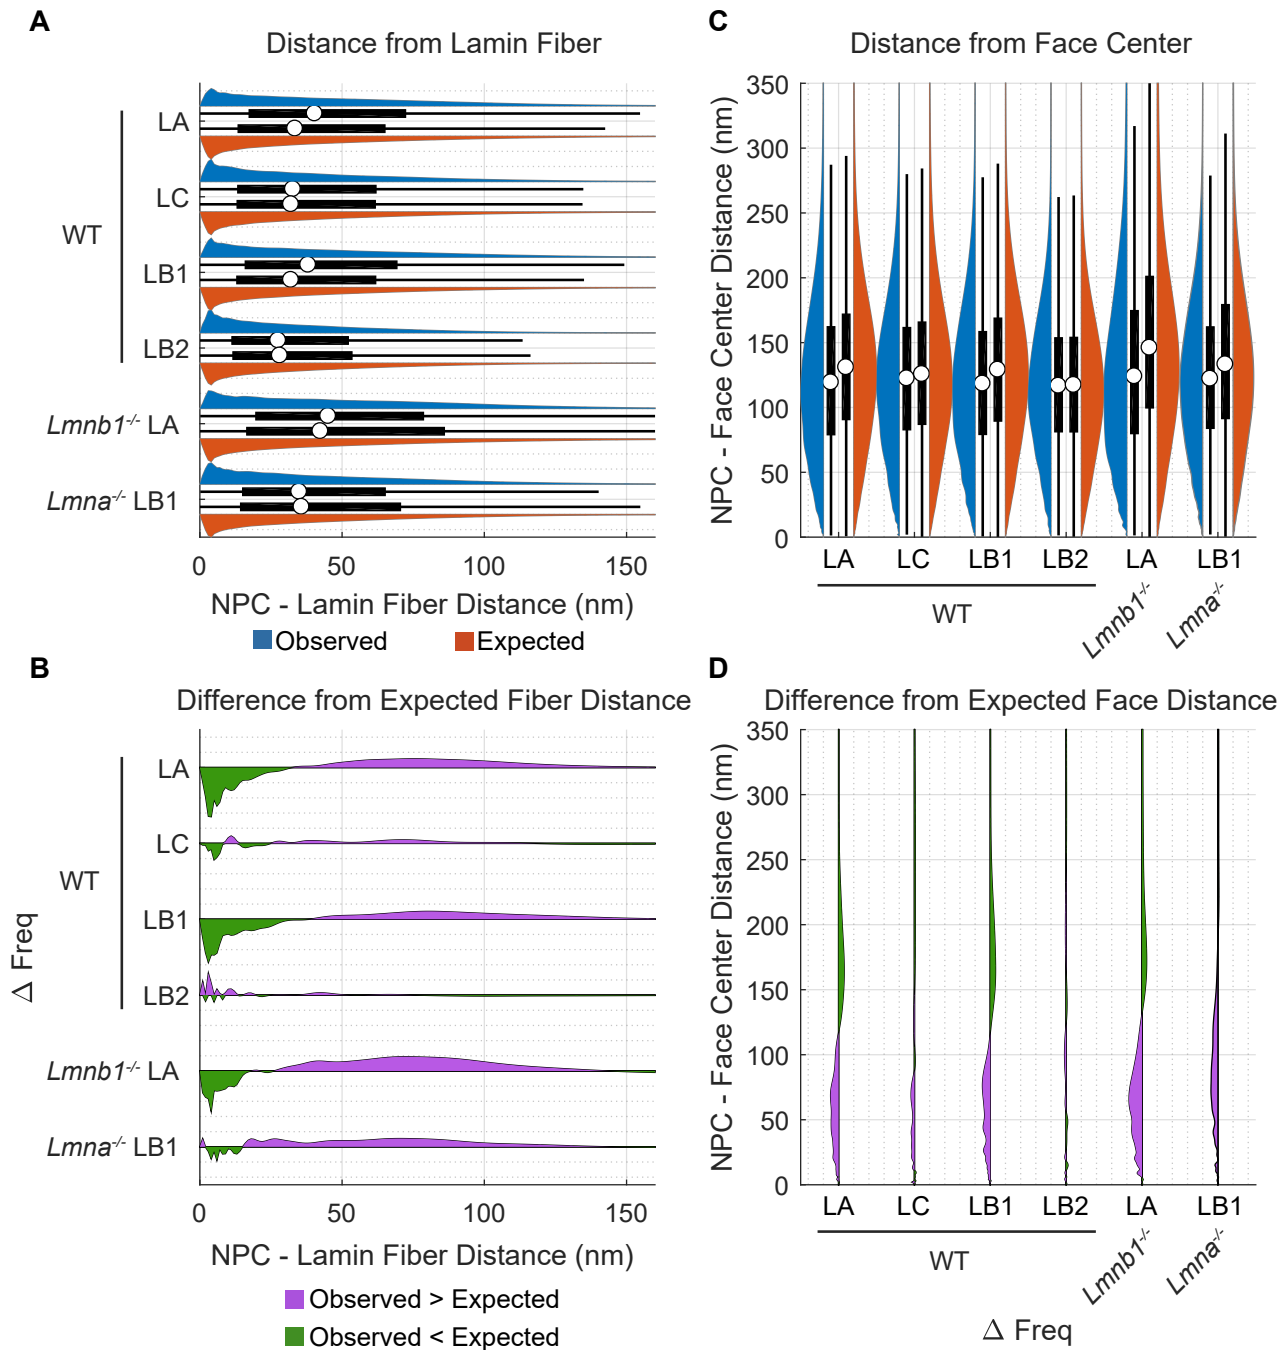 A
Distance from Lamin Fiber
LA
LC
WT
LB1
LB2
Lmnb1-/- LA
Lmna-/- LB1
0 50 100 150
NPC - Lamin Fiber Distance (nm)
Observed Expected
C
Distance from Face Center
NPC - Face Center Distance (nm)
350
300
250
200
150
100
50
0
LA LC LB1 LB2 LA LB1
WT
Lmnb1-/-
Lmna-/-
B
Difference from Expected Fiber Distance
Δ Freq
LA
LC
WT
LB1
LB2
Lmnb1-/- LA
Lmna-/- LB1
0 50 100 150
NPC - Lamin Fiber Distance (nm)
Observed > Expected
Observed < Expected
D
Difference from Expected Face Distance
NPC - Face Center Distance (nm)
350
300
250
200
150
100
50
0
LA LC LB1 LB2 LA LB1
WT
Lmnb1-/-
Lmna-/-
Δ Freq